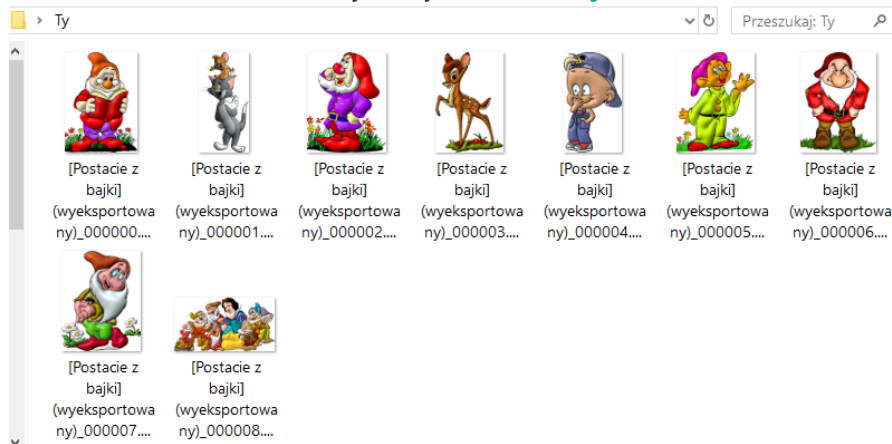 Ty
Przeszukaj: Ty
[Postacie z
bajki]
(wyeksportowa
ny)_000000....
[Postacie z
bajki]
(wyeksportowa
ny)_000001....
[Postacie z
bajki]
(wyeksportowa
ny)_000002....
[Postacie z
bajki]
(wyeksportowa
ny)_000003....
[Postacie z
bajki]
(wyeksportowa
ny)_000004....
[Postacie z
bajki]
(wyeksportowa
ny)_000005....
[Postacie z
bajki]
(wyeksportowa
ny)_000006....
[Postacie z
bajki]
(wyeksportowa
ny)_000007....
[Postacie z
bajki]
(wyeksportowa
ny)_000008....